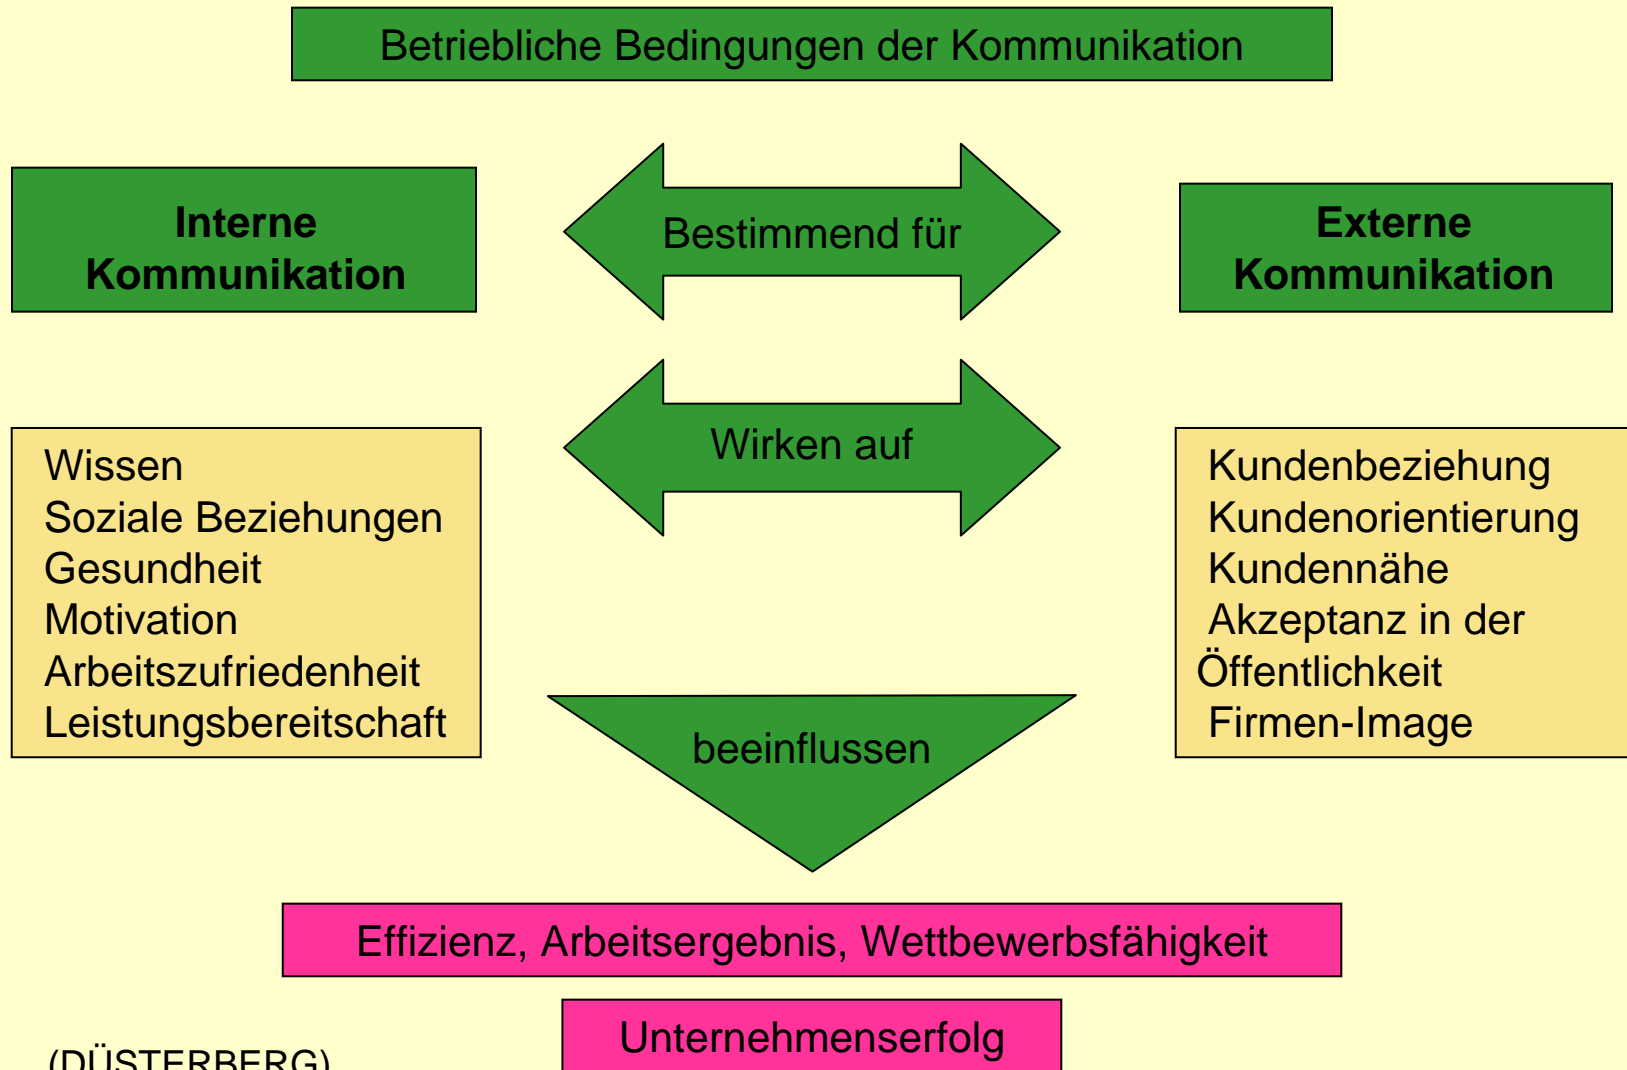 Betriebliche Bedingungen der Kommunikation
Interne
Kommunikation
Bestimmend für
Externe
Kommunikation
Wirken auf
Wissen
Soziale Beziehungen
Gesundheit
Motivation
Arbeitszufriedenheit
Leistungsbereitschaft
Kundenbeziehung
Kundenorientierung
Kundennähe
Akzeptanz in der
Öffentlichkeit
Firmen-Image
beeinflussen
Effizienz, Arbeitsergebnis, Wettbewerbsfähigkeit
Unternehmenserfolg
(DÜSTERBERG)